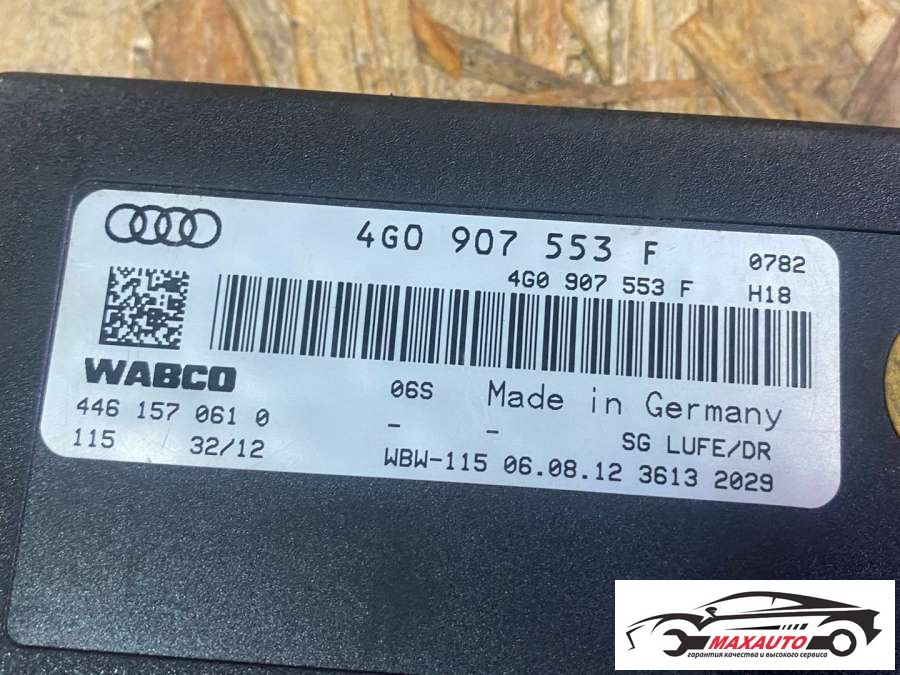 4G0 907 553 F
0782
4G0 907 553 F
H18
WABCO
06S
Made in Germany
446 157 061 0
- -
SG LUFE/DR
115
32/12
WBW-115 06.08.12 3613 2029
MAXAUTO
гарантия качества и высокого сервиса